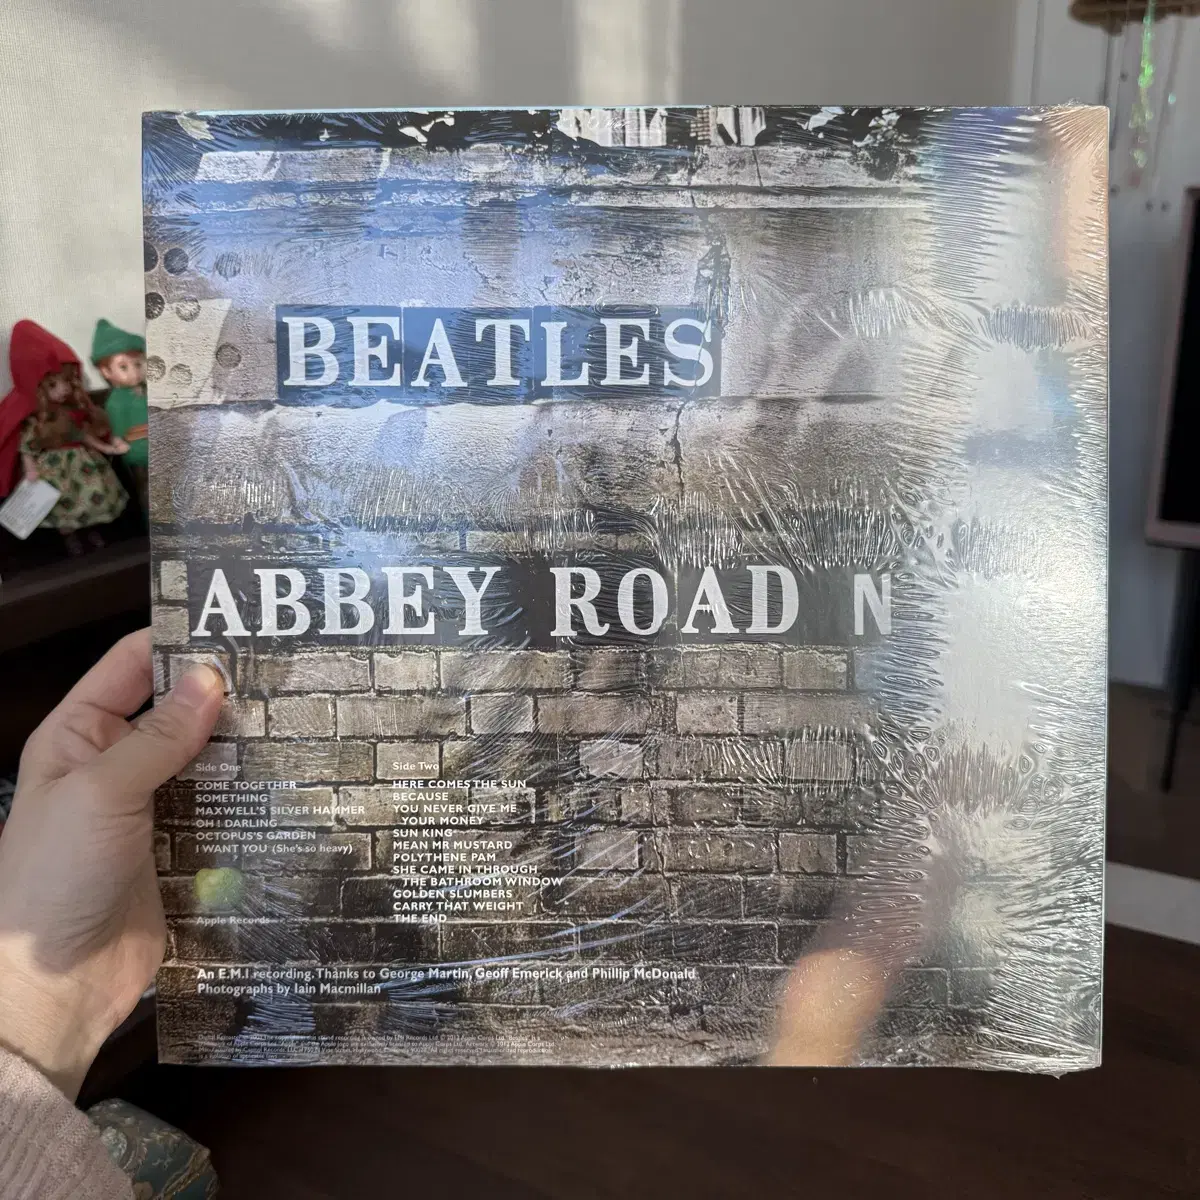 BEATLES
ABBEY ROAD N
Side One
COME TOGETHER
SOMETHING
MAXWELL'S SILVER HAMMER
OH! DARLING
OCTOPUS'S GARDEN
I WANT YOU (She's so heavy)
Apple Records
Side Two
HERE COMES THE SUN
BECAUSE
YOU NEVER GIVE ME
YOUR MONEY
SUN KING
MEAN MR MUSTARD
POLYTHENE PAM
SHE CAME IN THROUGH
THE BATHROOM WINDOW
GOLDEN SLUMBERS
CARRY THAT WEIGHT
THE END
An E.M.I recording. Thanks to George Martin, Geoff Emerick and Phillip McDonald
Photographs by Iain Macmillan